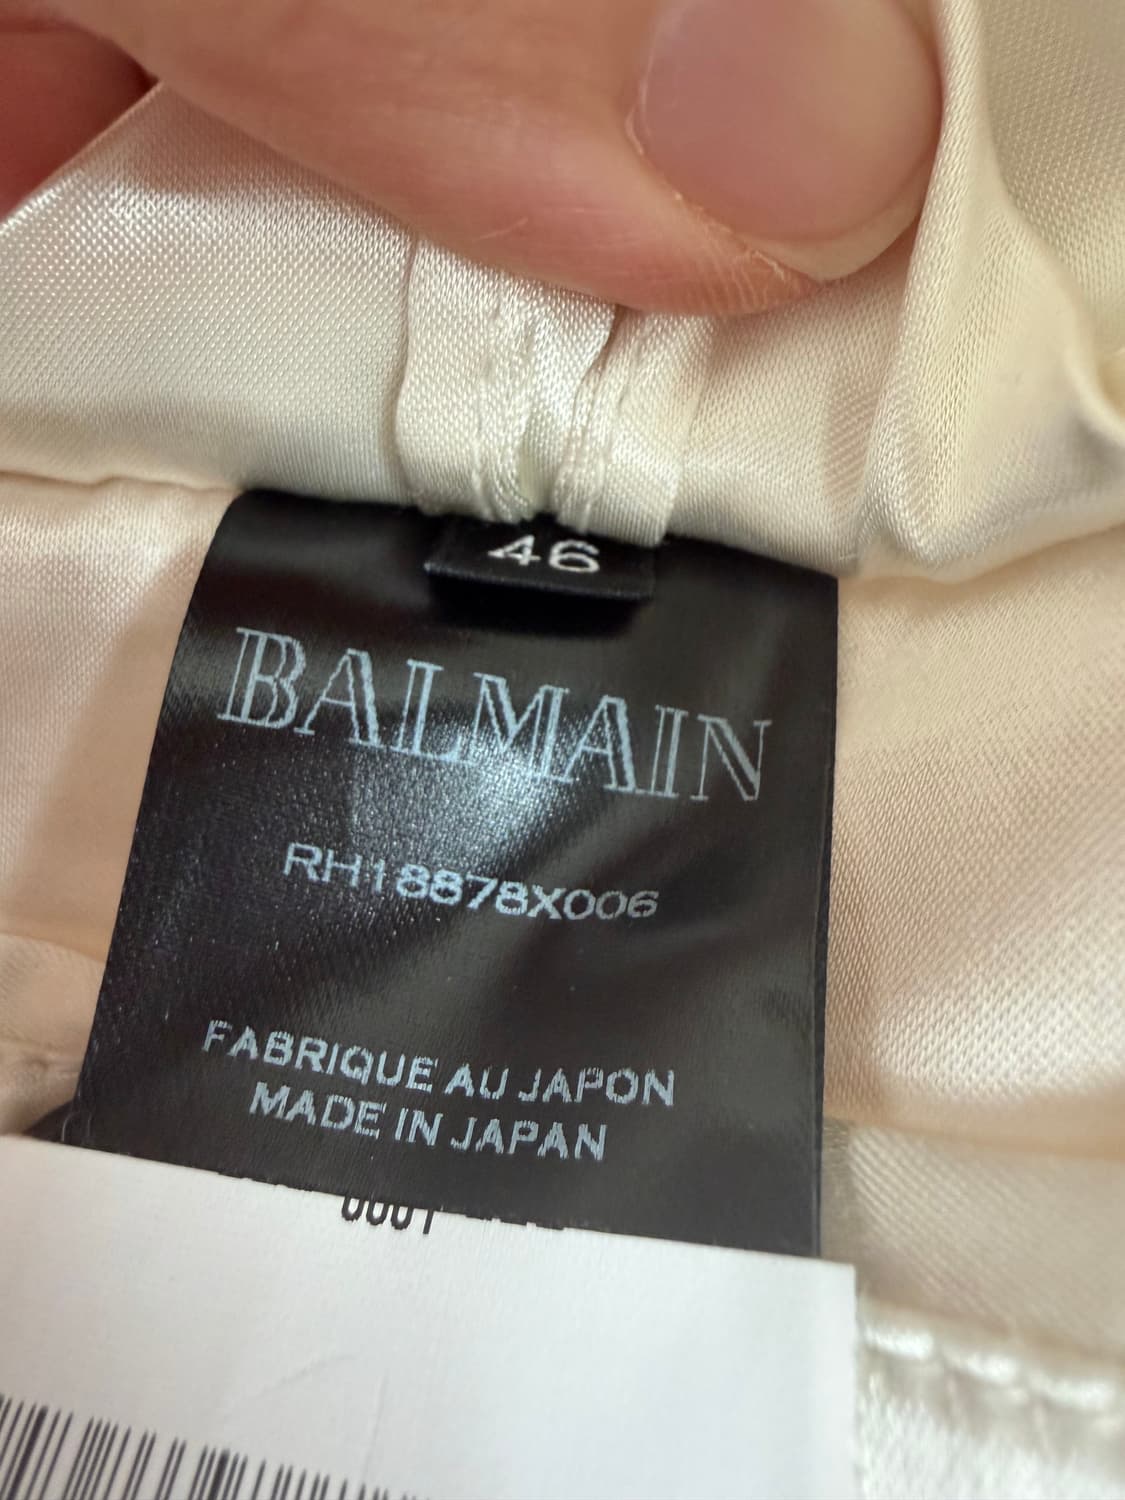 46
BALMAIN
RH18878X006
FABRIQUE AU JAPON
MADE IN JAPAN